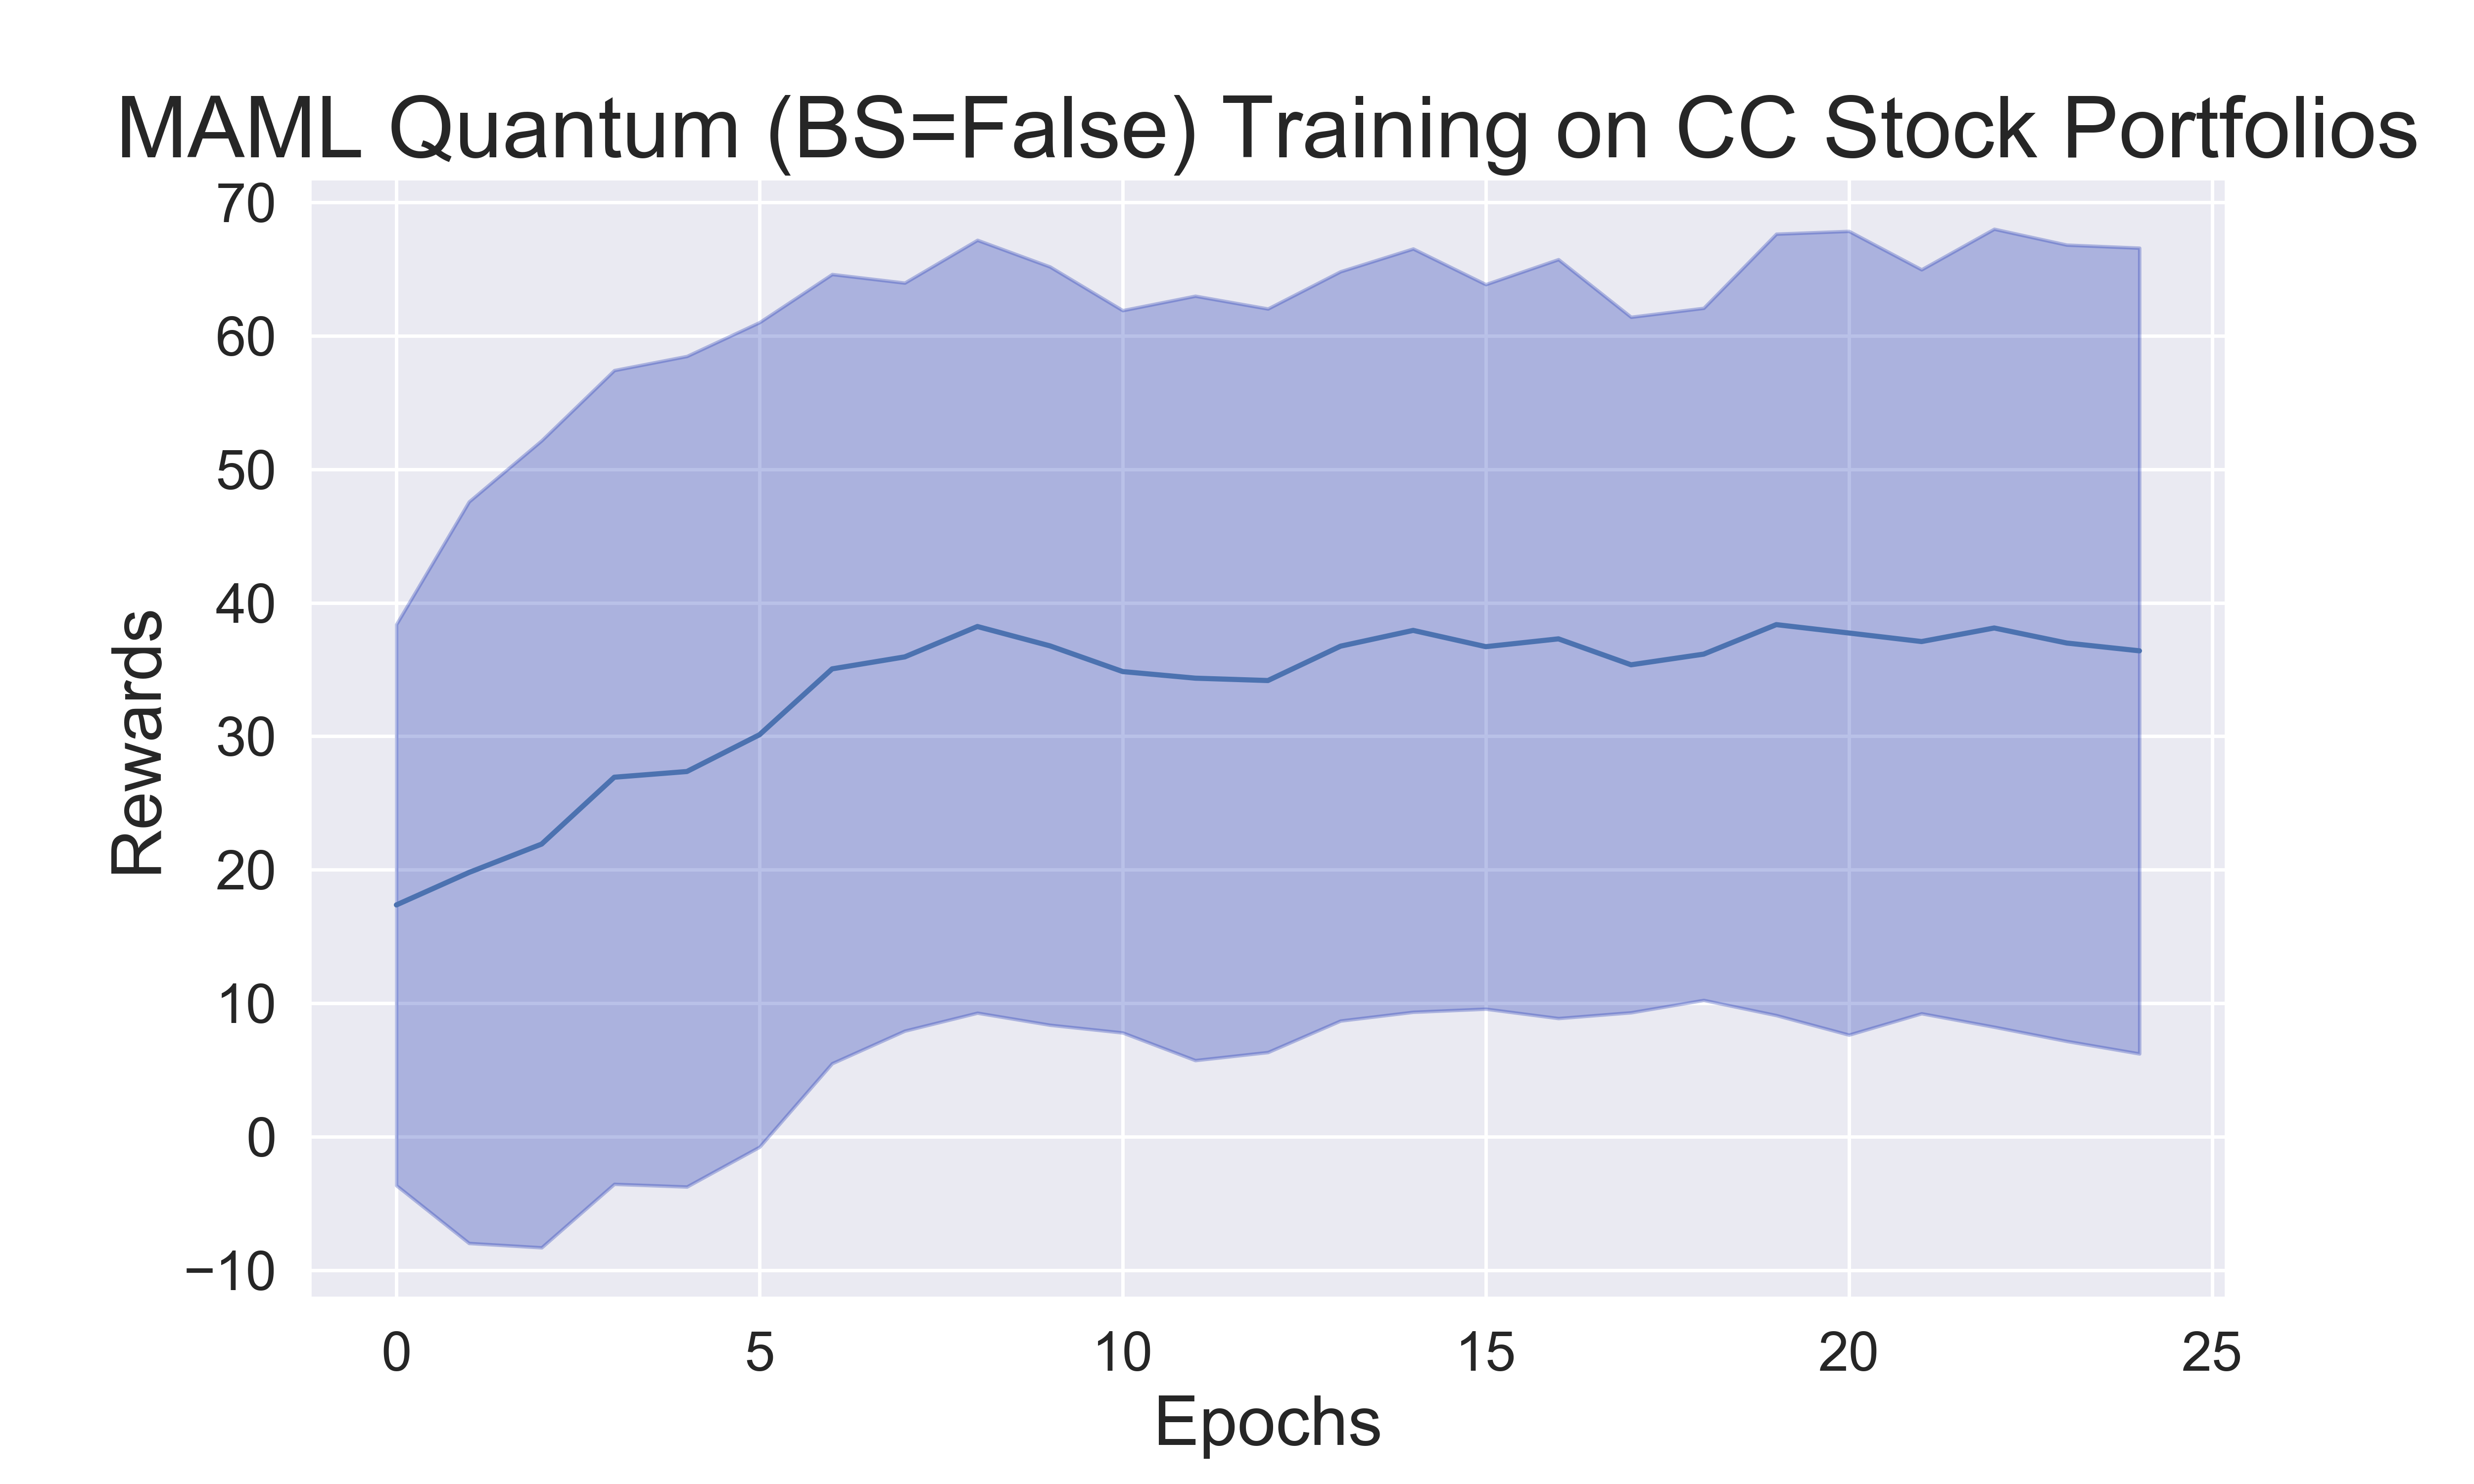 MAML Quantum (BS=False) Training on CC Stock Portfolios
70
60
50
40
30
20
10
0
−10
Rewards
0 5 10 15 20 25
Epochs